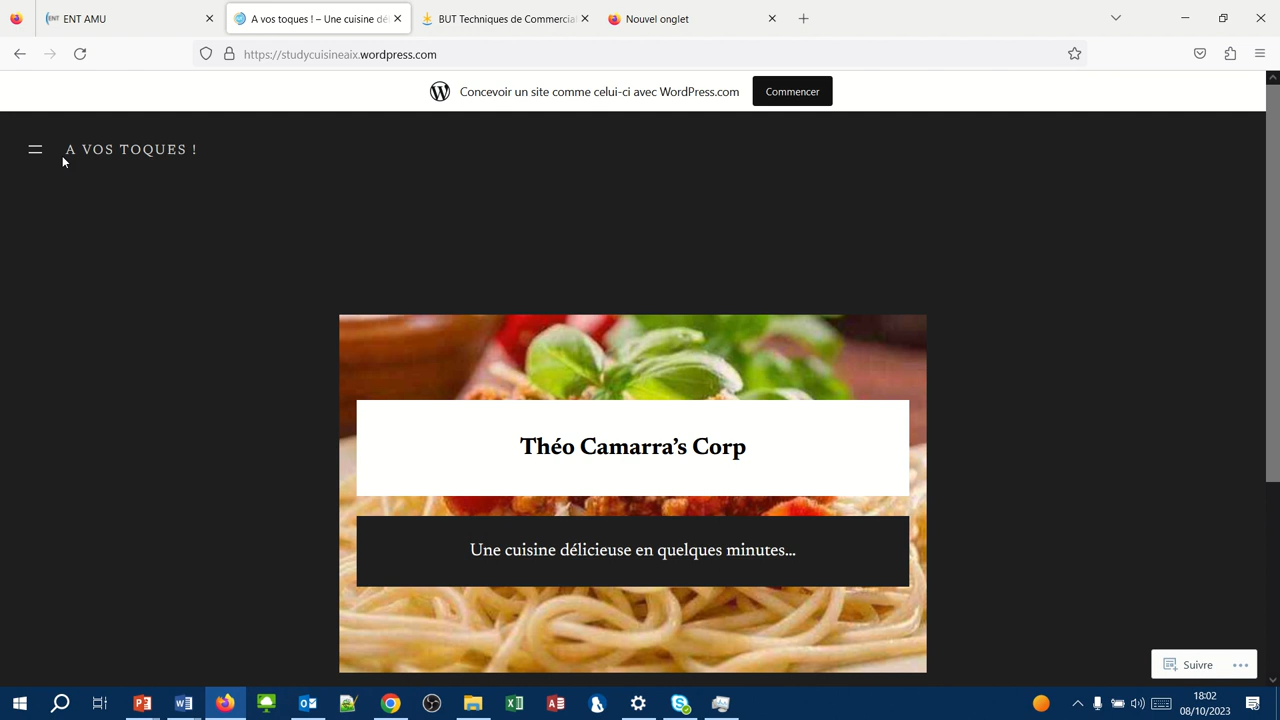 ENT AMU
A vos toques ! – Une cuisine dé
BUT Techniques de Commercial
Nouvel onglet
https://studycuisineaix.wordpress.com
Concevoir un site comme celui-ci avec WordPress.com
Commencer
A VOS TOQUES !
Théo Camarra’s Corp
Une cuisine délicieuse en quelques minutes...
Suivre
18:02
08/10/2023